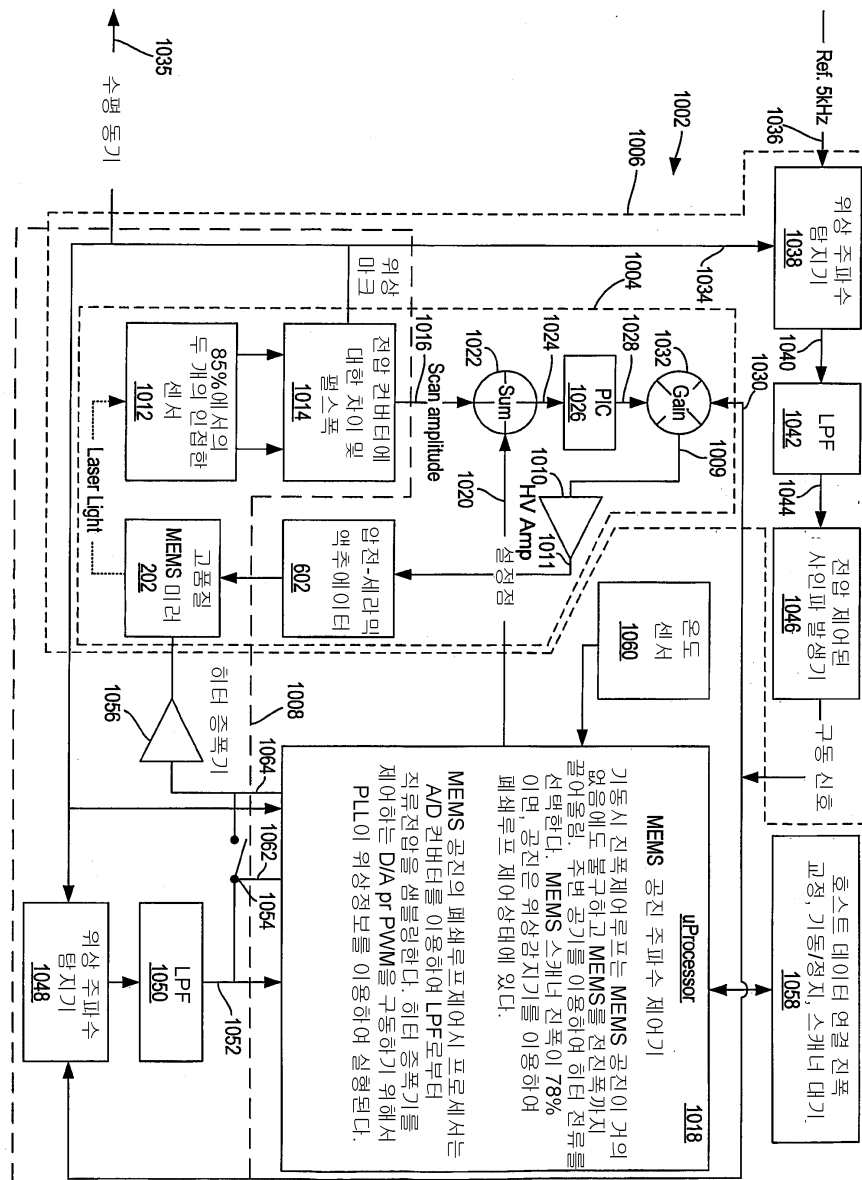 Ref. 5kHz
1036
위상 주파수
탐지기
1038
1040
LPF
1042
1044
전압 제어된
사인파 발생기
1046
구동 신호
호스트 데이터 연결 진폭
교정, 기동/정지, 스캐너 대기.
1058
1002
1006
1034
1004
1030
1032
Gain
1009
1028
PIC
1026
1024
1022
Sum
1010
HV Amp
1011
1020
설정점
온도
센서
1060
1016
Scan amplitude
위상
마크
전압 컨버터에
대한 차이 및
펄스폭
1014
85%에서의
두 개의 인접한
센서
1012
Laser Light
압전-세라믹
액추에이터
602
고품질
MEMS 미러
202
1035
수평 동기
uProcessor
1018
MEMS 공진 주파수 제어기
기동시 진폭제어루프는 MEMS 공진이 거의
없음에도 불구하고 MEMS를 전진폭까지
끌어올림. 주변 공기를 이용하여 히터 전류를
선택한다. MEMS 스캐너 진폭이 78%
이면, 공진은 위상감지기를 이용하여
폐쇄루프 제어상태에 있다.
MEMS 공진의 폐쇄루프제어시 프로세서는
A/D 컨버터를 이용하여 LPF로부터
직류전압을 샘블링한다. 히터 증폭기를
제어하는 D/A pr PWM을 구동하기 위해서
PLL이 위상정보를 이용하여 실행된다.
1008
히터 증폭기
1056
1064
1062
1054
1052
LPF
1050
위상 주파수
탐지기
1048